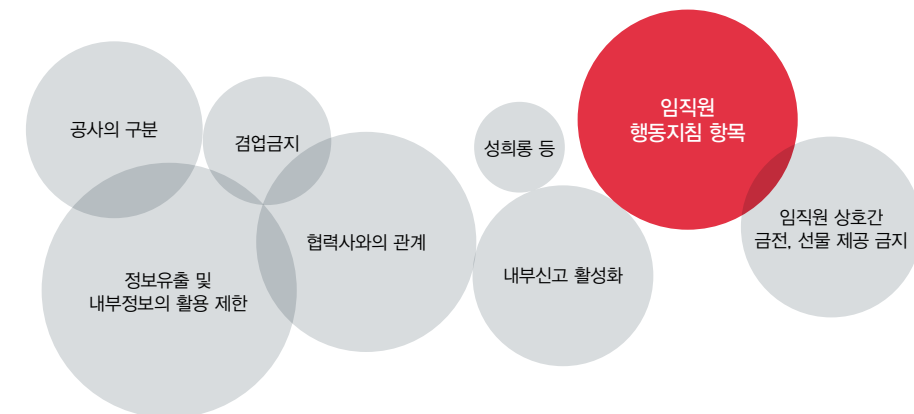 공사의 구분
겸업금지
정보유출 및
내부정보의 활용 제한
협력사와의 관계
성희롱 등
내부신고 활성화
임직원
행동지침 항목
임직원 상호간
금전, 선물 제공 금지